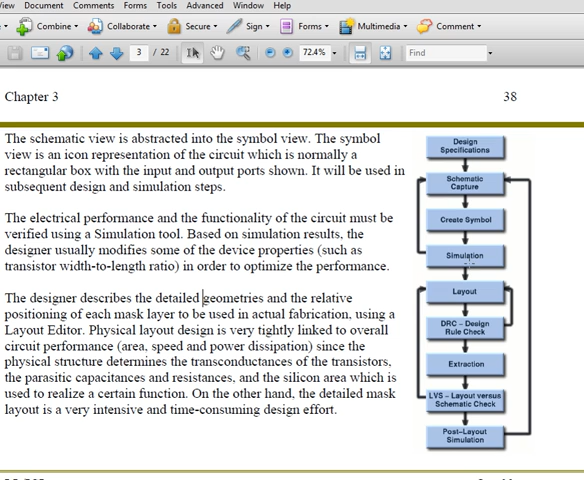 View Document Comments Forms Tools Advanced Window Help
Combine Collaborate Secure Sign Forms Multimedia Comment
3 / 22 72.4% Find
Chapter 3 38
The schematic view is abstracted into the symbol view. The symbol
view is an icon representation of the circuit which is normally a
rectangular box with the input and output ports shown. It will be used in
subsequent design and simulation steps.
The electrical performance and the functionality of the circuit must be
verified using a Simulation tool. Based on simulation results, the
designer usually modifies some of the device properties (such as
transistor width-to-length ratio) in order to optimize the performance.
The designer describes the detailed geometries and the relative
positioning of each mask layer to be used in actual fabrication, using a
Layout Editor. Physical layout design is very tightly linked to overall
circuit performance (area, speed and power dissipation) since the
physical structure determines the transconductances of the transistors,
the parasitic capacitances and resistances, and the silicon area which is
used to realize a certain function. On the other hand, the detailed mask
layout is a very intensive and time-consuming design effort.
Design
Specifications
Schematic
Capture
Create Symbol
Simulation
Layout
DRC – Design
Rule Check
Extraction
LVS – Layout versus
Schematic Check
Post-Layout
Simulation